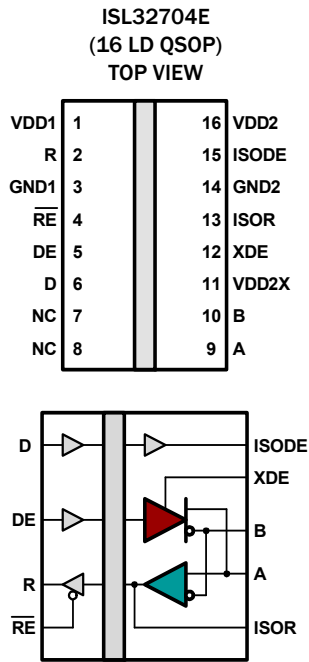 ISL32704E
(16 LD QSOP)
TOP VIEW
VDD1 1 16 VDD2
R 2 15 ISODE
GND1 3 14 GND2
RE 4 13 ISOR
DE 5 12 XDE
D 6 11 VDD2X
NC 7 10 B
NC 8 9 A
D ISODE
XDE
DE B
A
R
RE ISOR